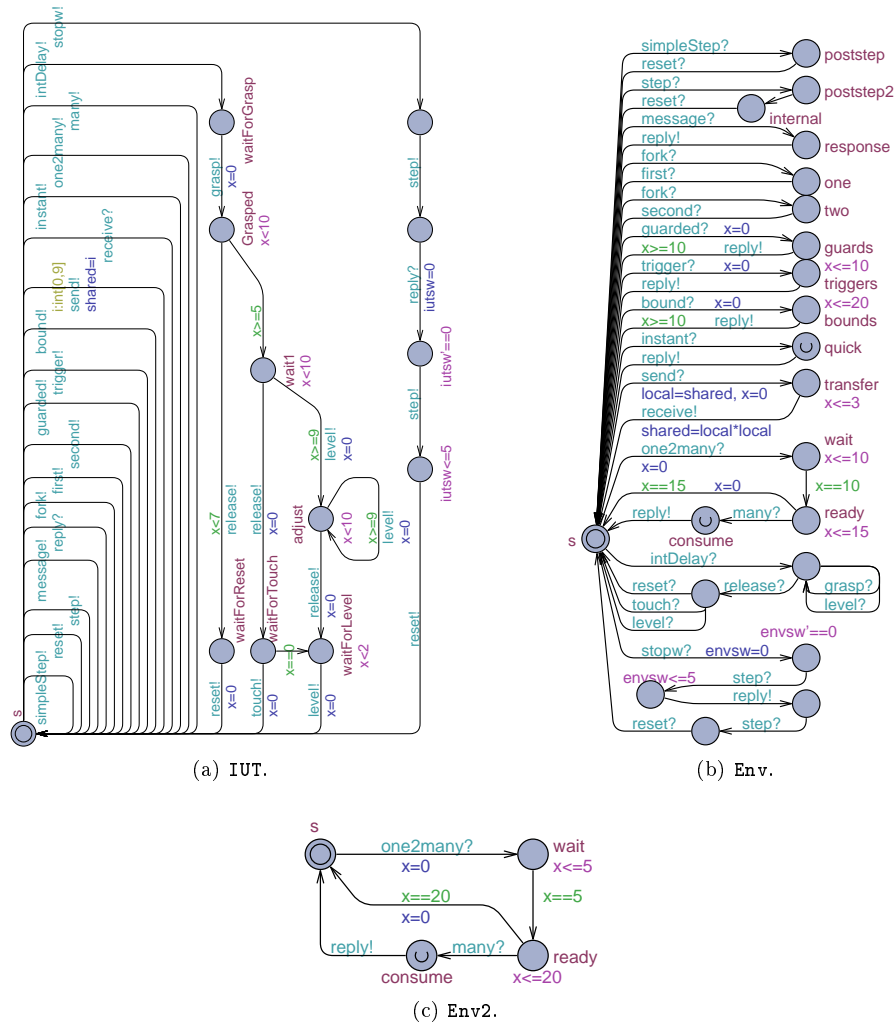 stopw!
intDelay!
many!
one2many!
instant!
receive?
i:int[0,9]
send!
shared=i
bound!
trigger!
guarded!
second!
first!
fork!
reply?
message!
step!
reset!
simpleStep!
s
waitForGrasp
grasp!
x=0
Grasped
x<10
x>=5
wait1
x<10
x>=9
level!
x=0
x<7
release!
release!
x=0
adjust
x<10
x>=9
level!
x=0
release!
x=0
waitForReset
waitForTouch
x==0
waitForLevel
x<2
reset!
x=0
touch!
x=0
level!
x=0
step!
reply?
iutsw=0
iutsw'==0
step!
iutsw<=5
reset!
(a) IUT.
simpleStep?
poststep
reset?
step?
poststep2
reset?
internal
message?
response
reply!
fork?
first?
one
fork?
two
second?
guarded? x=0
guards
x>=10 reply!
x<=10
trigger? x=0
triggers
reply!
x<=20
bound? x=0
bounds
x>=10 reply!
instant?
quick
reply!
send?
transfer
local=shared, x=0
x<=3
receive!
shared=local*local
one2many?
wait
x=0
x<=10
x==15 x=0
x==10
ready
reply!
many?
x<=15
consume
s
intDelay?
reset?
release?
grasp?
touch?
level?
level?
envsw'==0
stopw? envsw=0
envsw<=5
step?
reply!
reset?
step?
(b) Env.
s
one2many?
wait
x=0
x<=5
x==20
x==5
x=0
reply!
many?
ready
consume
x<=20
(c) Env2.